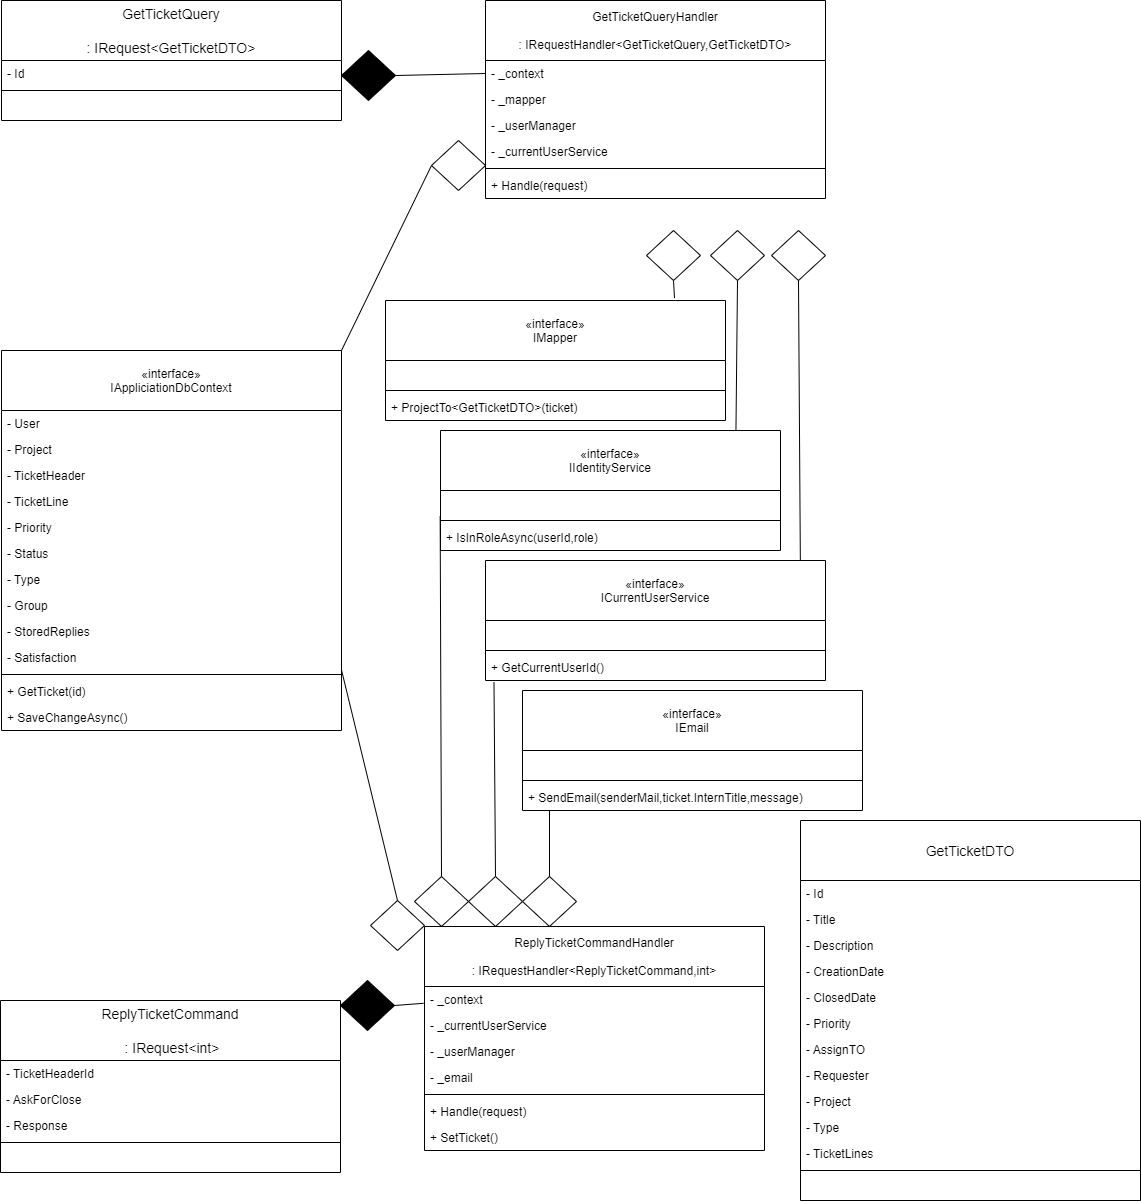 GetTicketQuery
: IRequest<GetTicketDTO>
- Id
GetTicketQueryHandler
: IRequestHandler<GetTicketQuery,GetTicketDTO>
- _context
- _mapper
- _userManager
- _currentUserService
+ Handle(request)
«interface»
IMapper
+ ProjectTo<GetTicketDTO>(ticket)
«interface»
IAppliciationDbContext
- User
- Project
- TicketHeader
- TicketLine
- Priority
- Status
- Type
- Group
- StoredReplies
- Satisfaction
+ GetTicket(id)
+ SaveChangeAsync()
«interface»
IIdentityService
+ IsInRoleAsync(userId,role)
«interface»
ICurrentUserService
+ GetCurrentUserId()
«interface»
IEmail
+ SendEmail(senderMail,ticket.InternTitle,message)
GetTicketDTO
- Id
- Title
- Description
- CreationDate
- ClosedDate
- Priority
- AssignTO
- Requester
- Project
- Type
- TicketLines
ReplyTicketCommandHandler
: IRequestHandler<ReplyTicketCommand,int>
- _context
- _currentUserService
- _userManager
- _email
+ Handle(request)
+ SetTicket()
ReplyTicketCommand
: IRequest<int>
- TicketHeaderId
- AskForClose
- Response